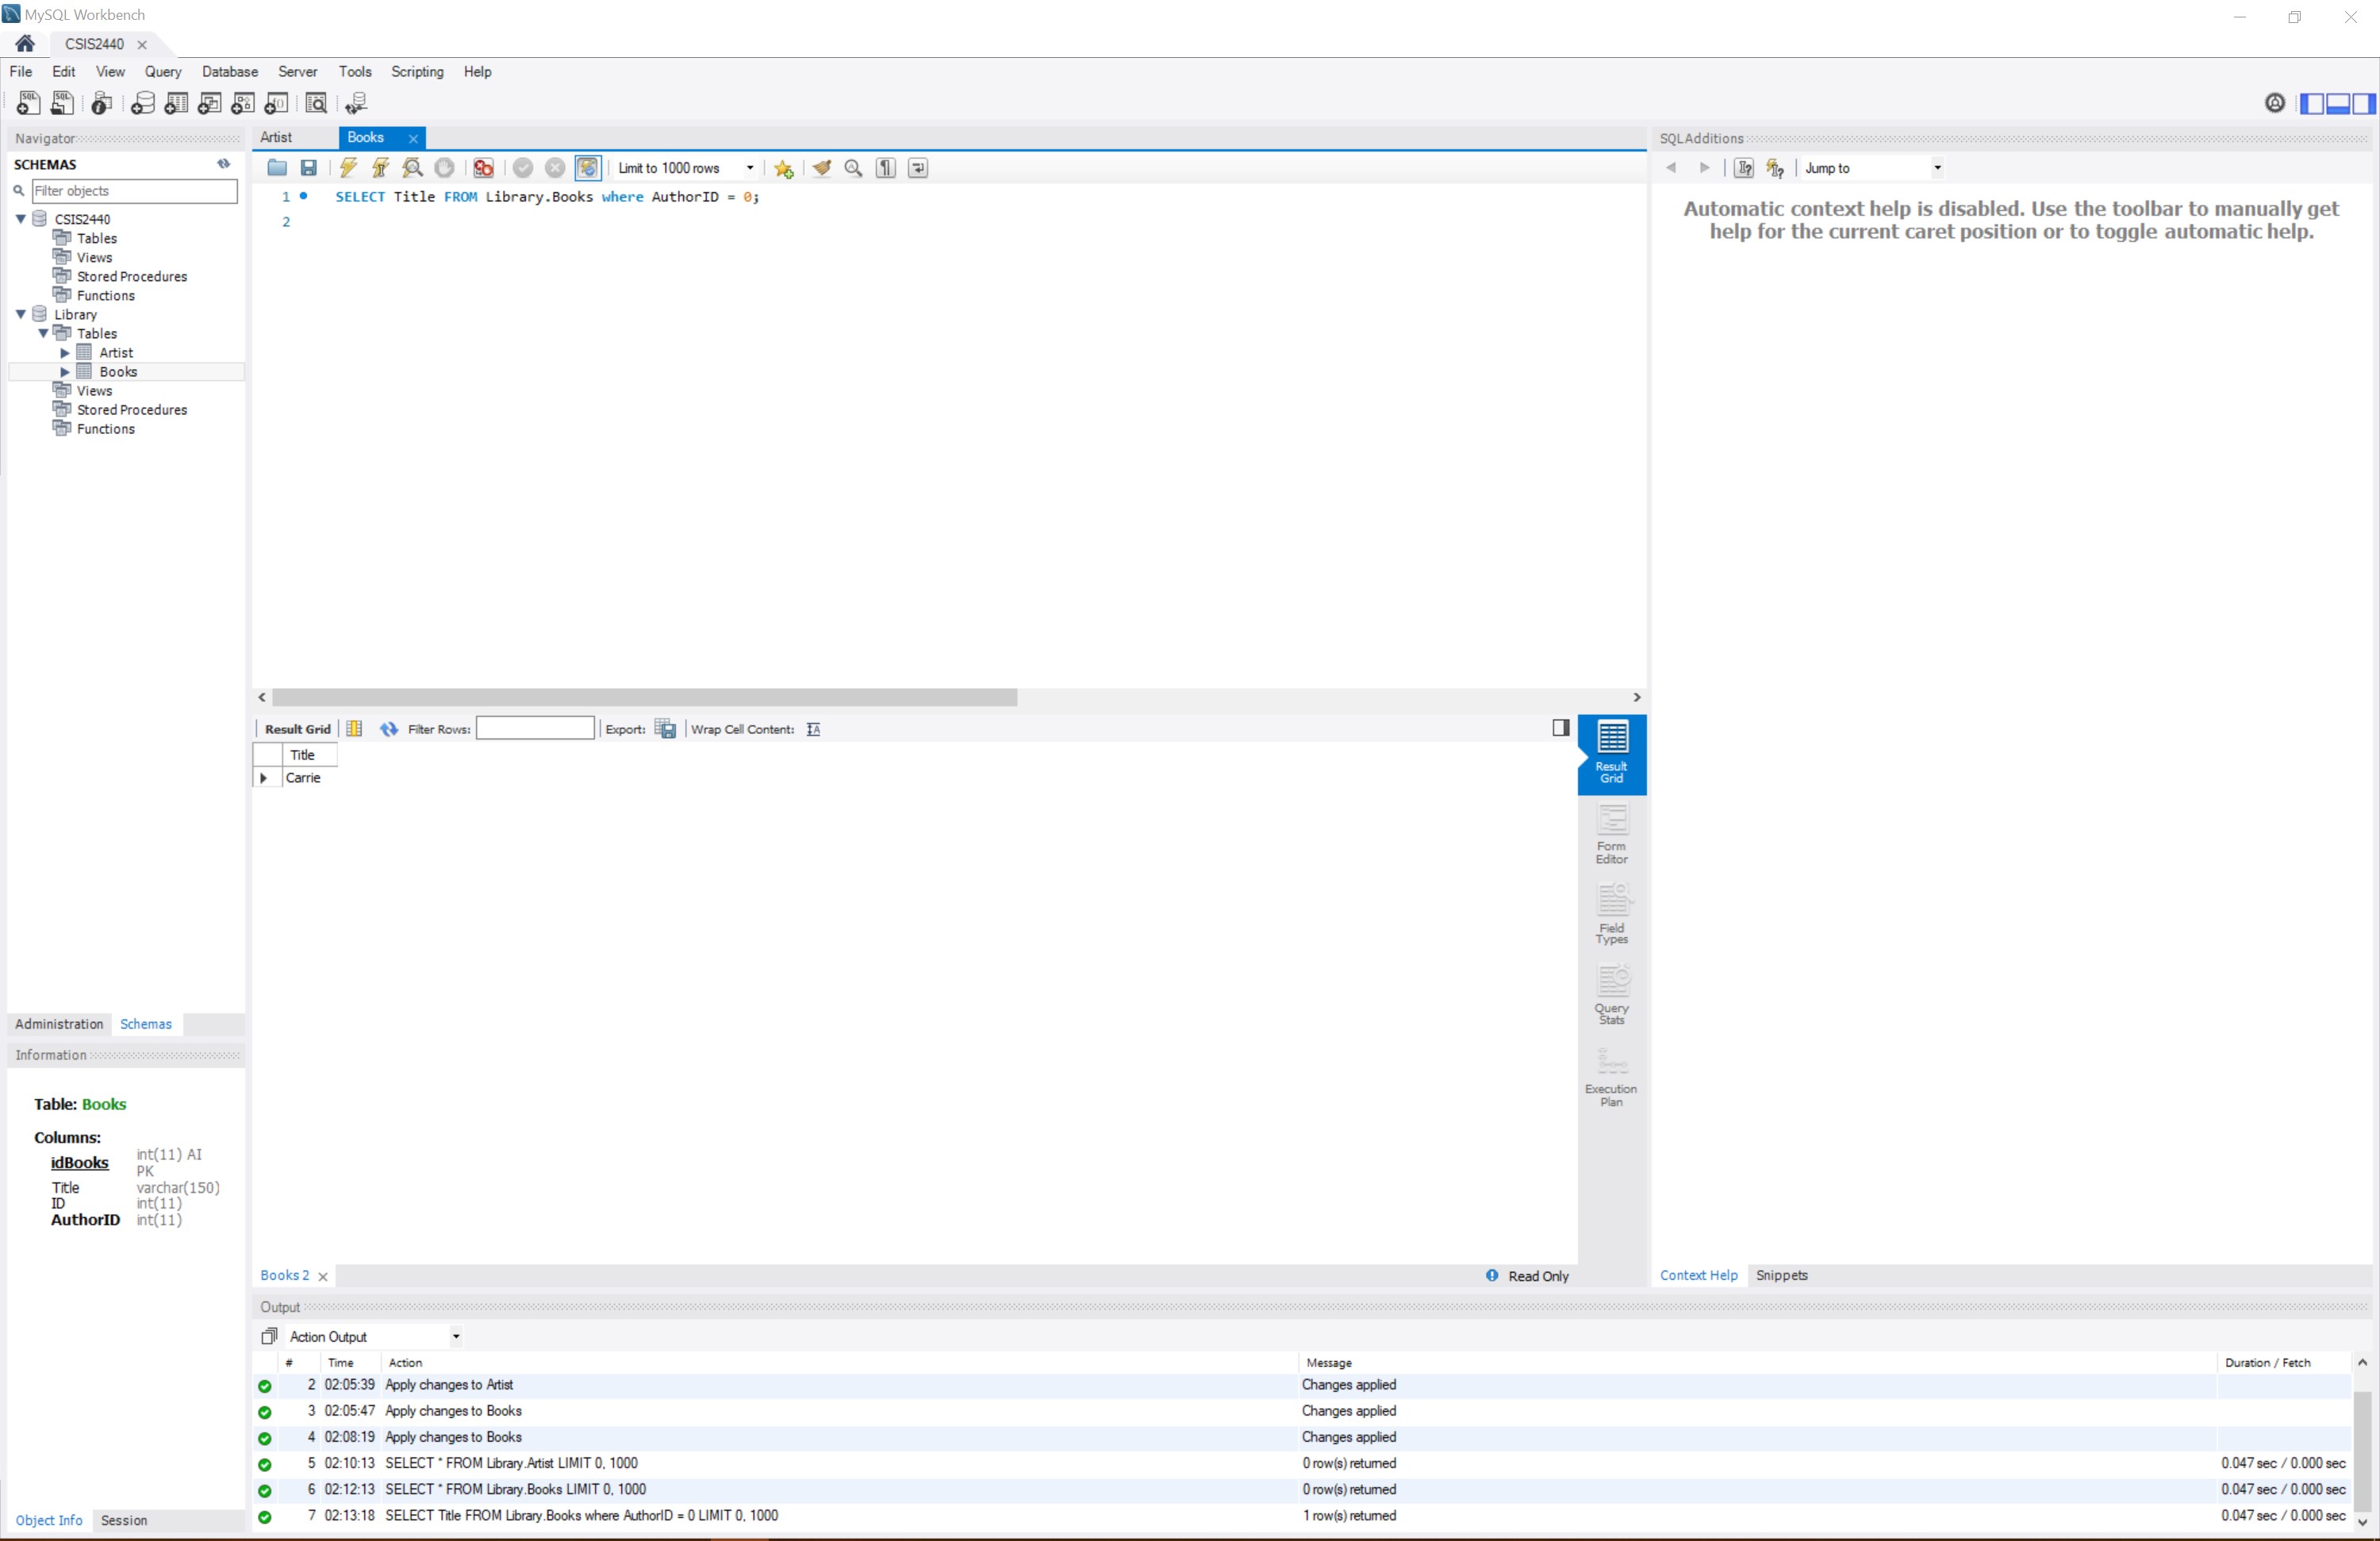 MySQL Workbench
CSIS2440
File Edit View Query Database Server Tools Scripting Help
Navigator
SCHEMAS
Filter objects
CSIS2440
Tables
Views
Stored Procedures
Functions
Library
Tables
Artist
Books
Views
Stored Procedures
Functions
Administration Schemas
Information
Table: Books
Columns:
idBooks int(11) AI
PK
Title varchar(150)
ID int(11)
AuthorID int(11)
Object Info Session
Artist Books
Limit to 1000 rows
1 SELECT Title FROM Library.Books where AuthorID = 0;
2
Result Grid Filter Rows: Export: Wrap Cell Content:
Title
Carrie
Result
Grid
Form
Editor
Field
Types
Query
Stats
Execution
Plan
Books 2
Read Only
SQLAdditions
Jump to
Automatic context help is disabled. Use the toolbar to manually get
help for the current caret position or to toggle automatic help.
Context Help Snippets
Output
Action Output
# Time Action Message Duration / Fetch
2 02:05:39 Apply changes to Artist Changes applied
3 02:05:47 Apply changes to Books Changes applied
4 02:08:19 Apply changes to Books Changes applied
5 02:10:13 SELECT * FROM Library.Artist LIMIT 0, 1000 0 row(s) returned 0.047 sec / 0.000 sec
6 02:12:13 SELECT * FROM Library.Books LIMIT 0, 1000 0 row(s) returned 0.047 sec / 0.000 sec
7 02:13:18 SELECT Title FROM Library.Books where AuthorID = 0 LIMIT 0, 1000 1 row(s) returned 0.047 sec / 0.000 sec